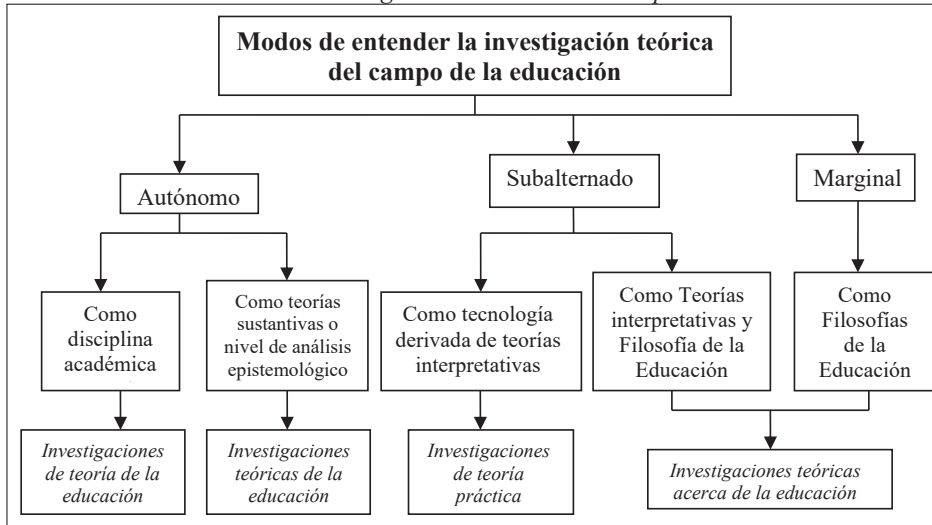 Modos de entender la investigación teórica
del campo de la educación
Autónomo
Subalternado
Marginal
Como
disciplina
académica
Como teorías
sustantivas o
nivel de análisis
epistemológico
Como tecnología
derivada de teorías
interpretativas
Como Teorías
interpretativas y
Filosofía de la
Educación
Como
Filosofías
de la
Educación
Investigaciones
de teoría de la
educación
Investigaciones
teóricas de la
educación
Investigaciones
de teoría
práctica
Investigaciones teóricas
acerca de la educación